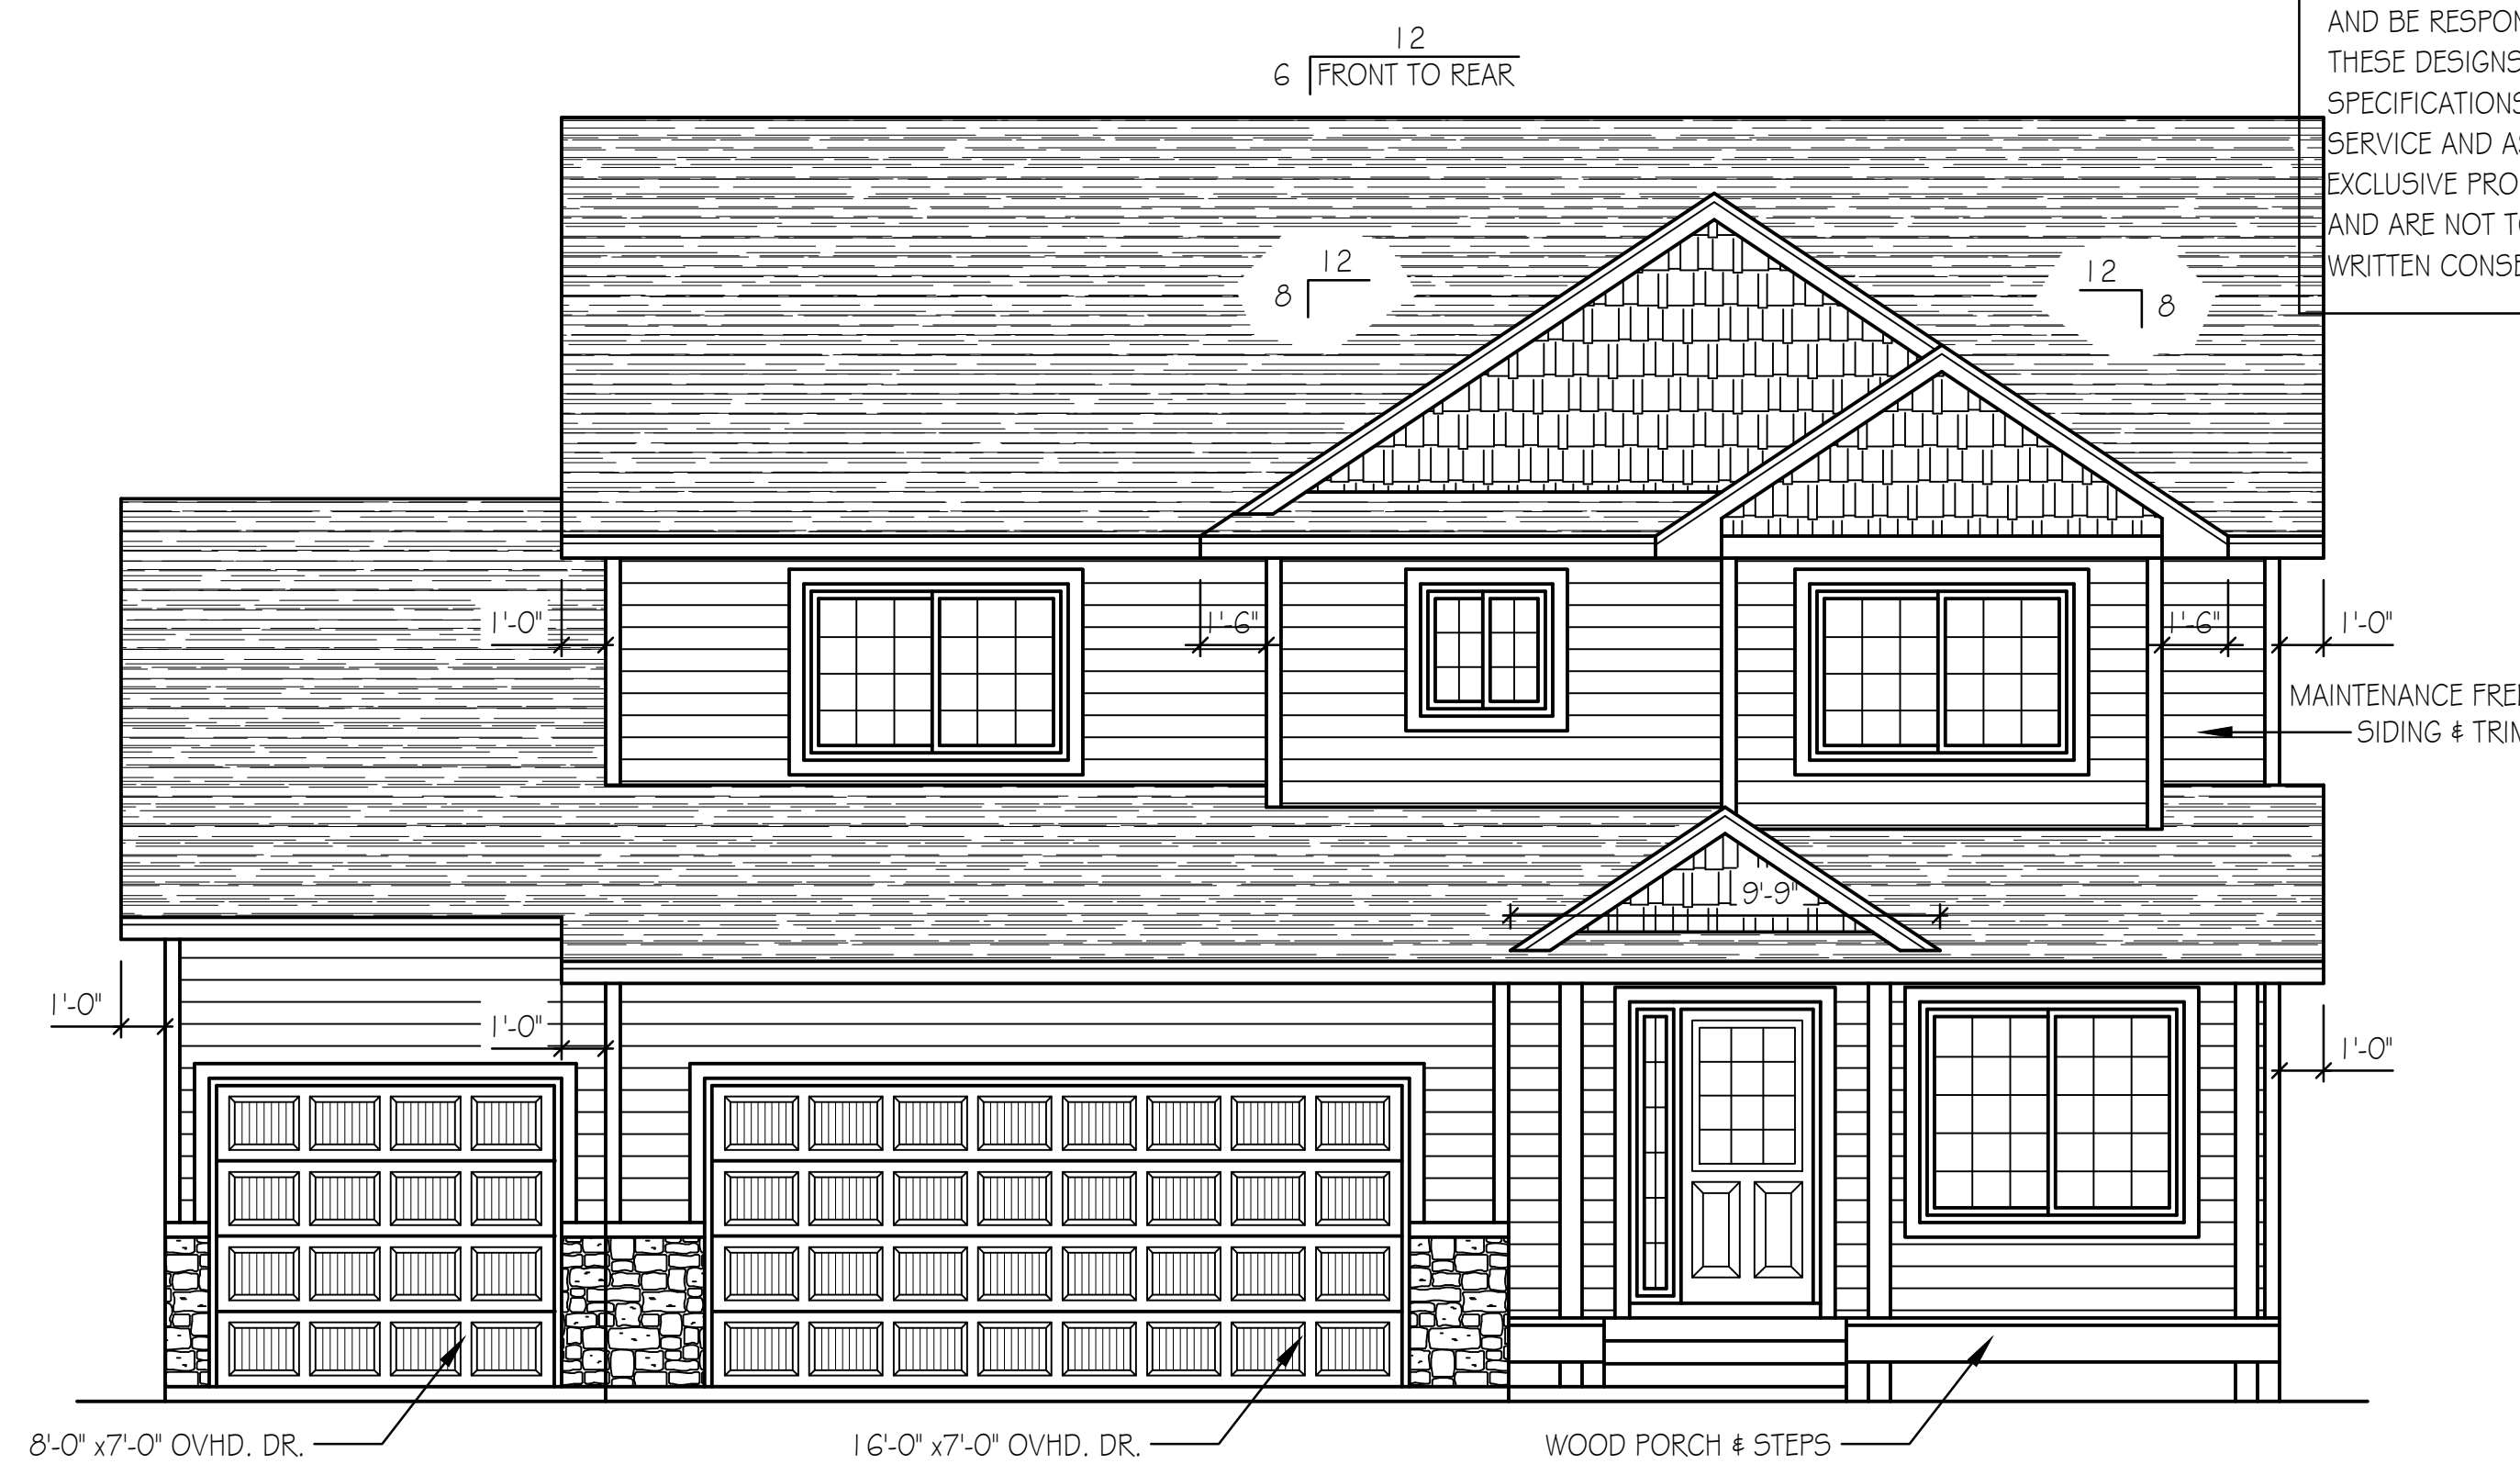 AND BE RESPON
THESE DESIGNS
SPECIFICATIONS
SERVICE AND AS
EXCLUSIVE PRO
AND ARE NOT TO
WRITTEN CONSE
12
6 FRONT TO REAR
12
8
12
8
1'-0"
1'-6"
1'-6"
1'-0"
MAINTENANCE FREE
SIDING & TRIM
9'-9"
1'-0"
1'-0"
1'-0"
8'-0" x7'-0" OVHD. DR.
16'-0" x7'-0" OVHD. DR.
WOOD PORCH & STEPS